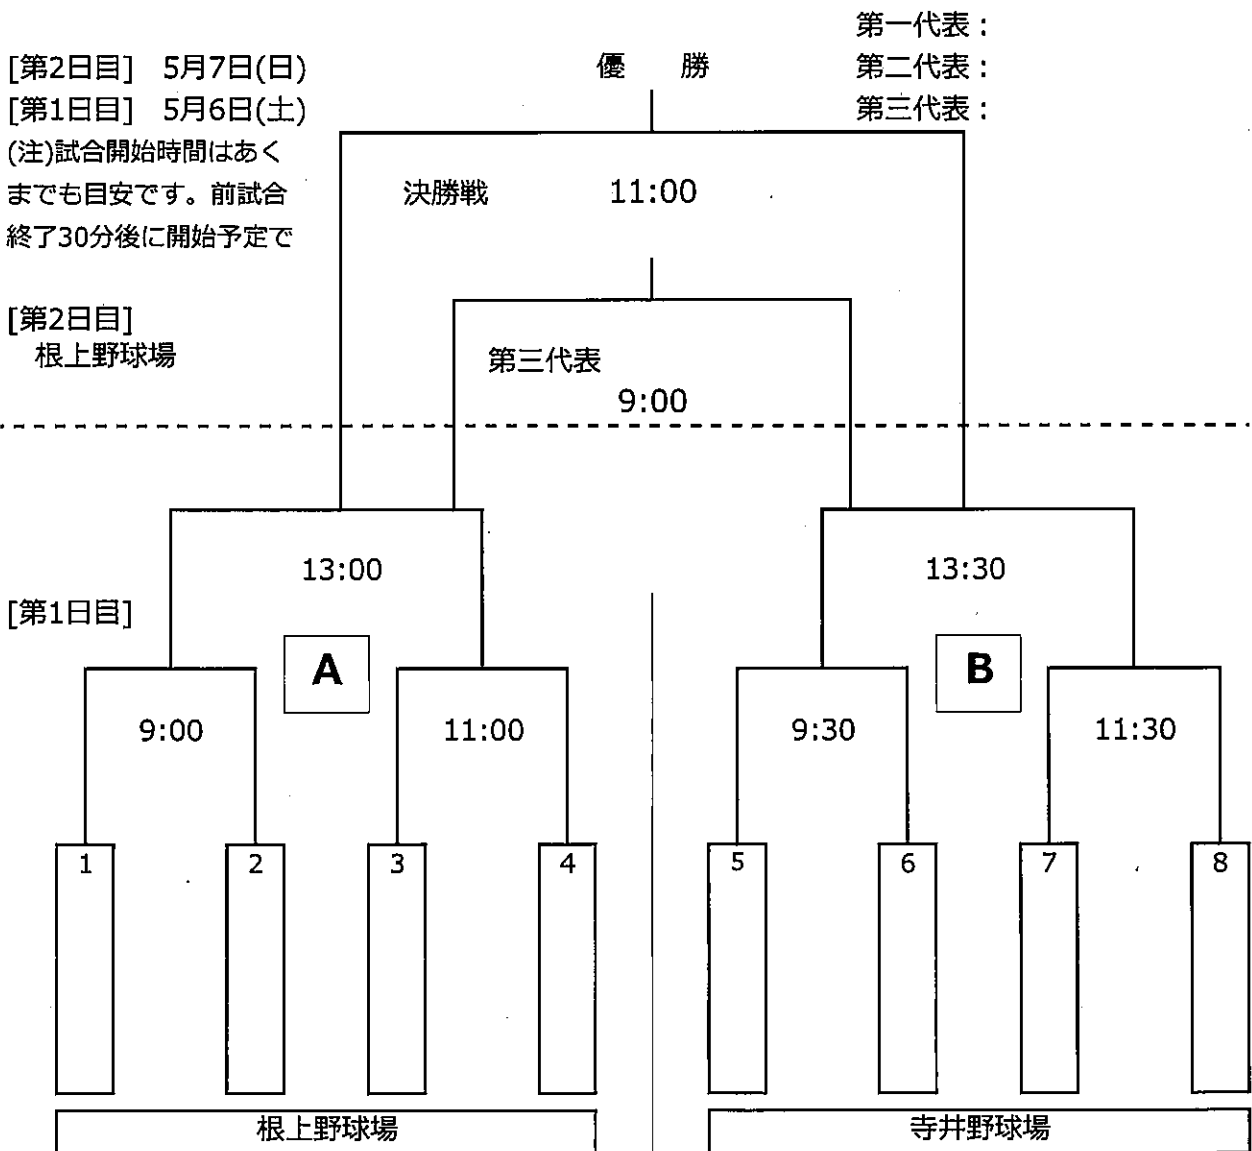 第一代表：
[第2日目]　5月7日(日)
優　勝
第二代表：
[第1日目]　5月6日(土)
第三代表：
(注)試合開始時間はあく
までも目安です。前試合
終了30分後に開始予定で
決勝戦　11:00
[第2日目]
根上野球場
第三代表
9:00
13:00
13:30
[第1日目]
A
B
9:00
11:00
9:30
11:30
1
2
3
4
5
6
7
8
根上野球場
寺井野球場